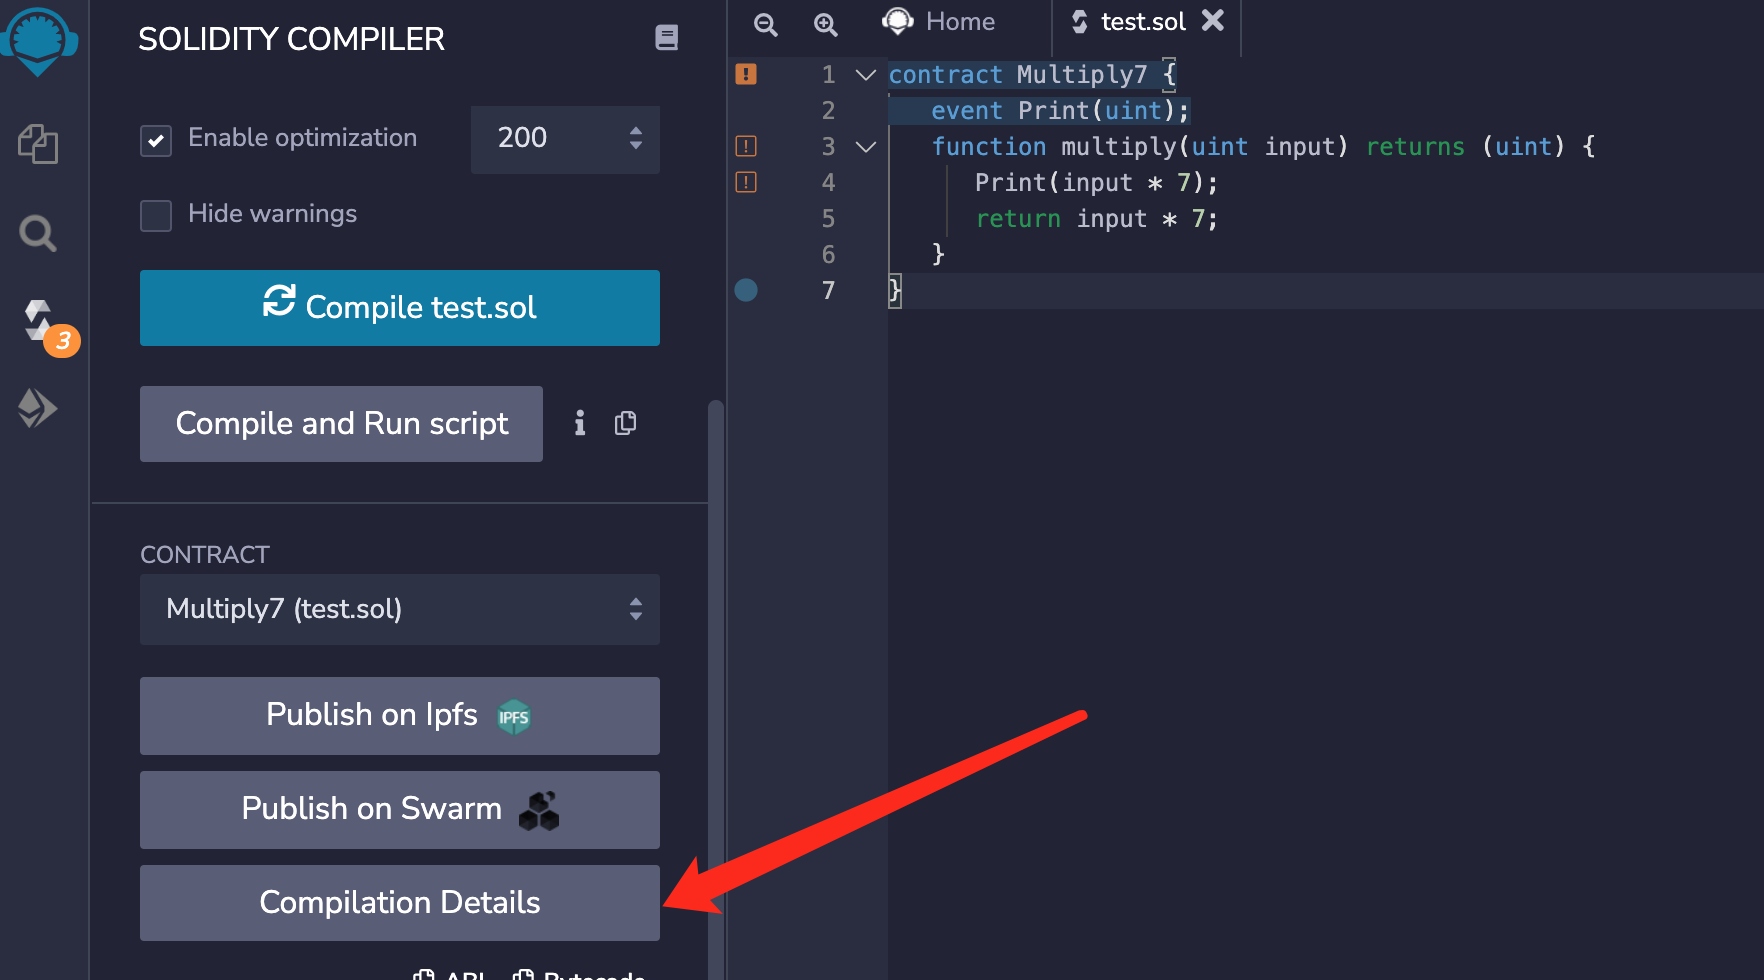 SOLIDITY COMPILER
Enable optimization
200
Hide warnings
Compile test.sol
3
Compile and Run script
i
CONTRACT
Multiply7 (test.sol)
Publish on Ipfs
IPFS
Publish on Swarm
Compilation Details
ABI
Bytecode
Home
test.sol
1 contract Multiply7 {
2 event Print(uint);
3 function multiply(uint input) returns (uint) {
4 Print(input * 7);
5 return input * 7;
6 }
7 }